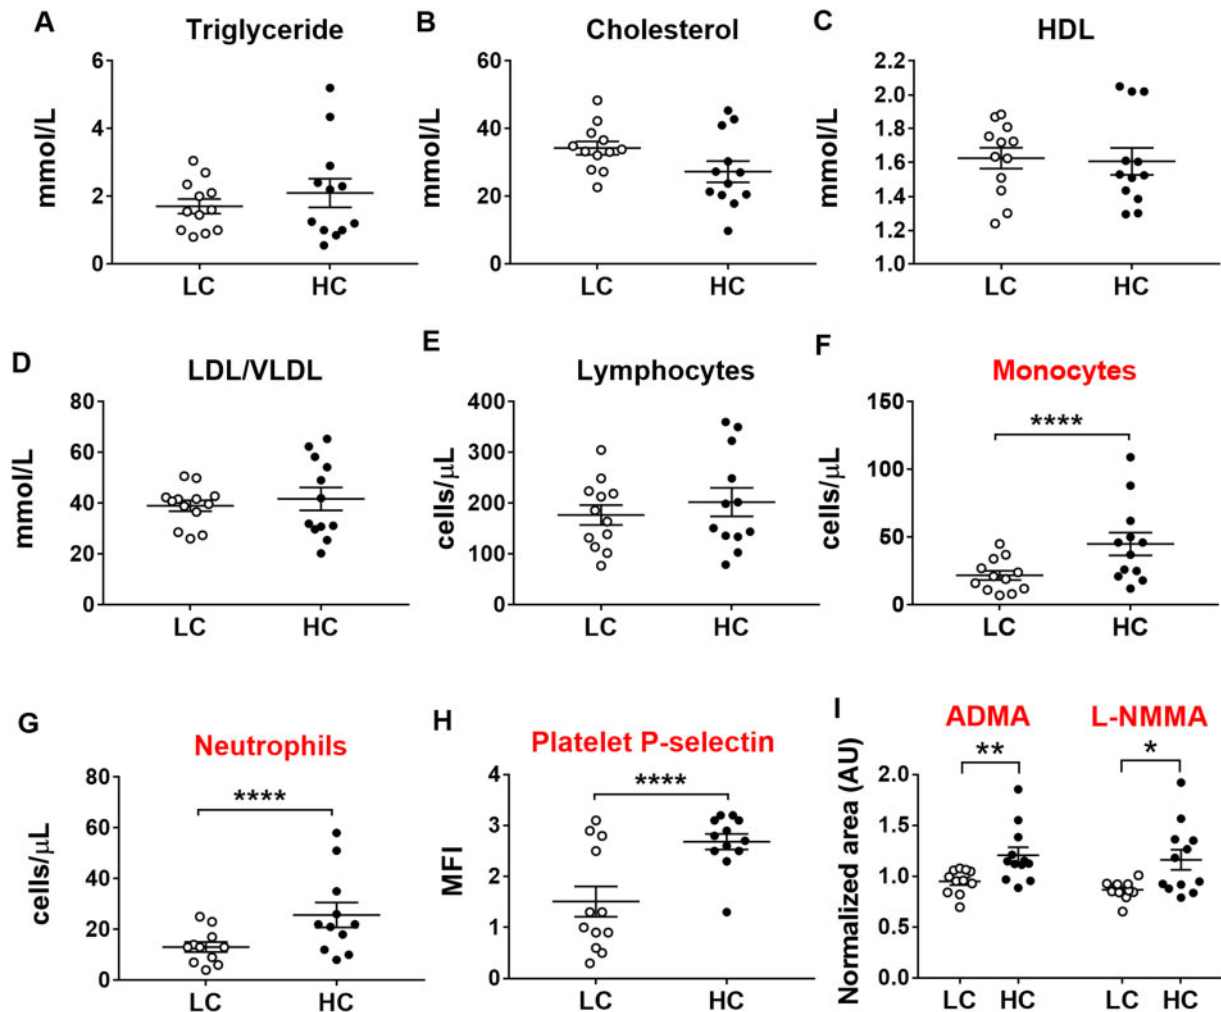 A
Triglyceride
mmol/L
6
4
2
0
LC
HC
B
Cholesterol
mmol/L
60
40
20
0
LC
HC
C
HDL
mmol/L
2.2
2.0
1.8
1.6
1.4
1.2
1.0
LC
HC
D
LDL/VLDL
mmol/L
80
60
40
20
0
LC
HC
E
Lymphocytes
cells/μL
400
300
200
100
0
LC
HC
F
Monocytes
cells/μL
150
100
50
0
****
LC
HC
G
Neutrophils
cells/μL
80
60
40
20
0
****
LC
HC
H
Platelet P-selectin
MFI
4
3
2
1
0
****
LC
HC
I
ADMA
L-NMMA
Normalized area (AU)
2.0
1.5
1.0
0.5
0.0
**
*
LC
HC
LC
HC